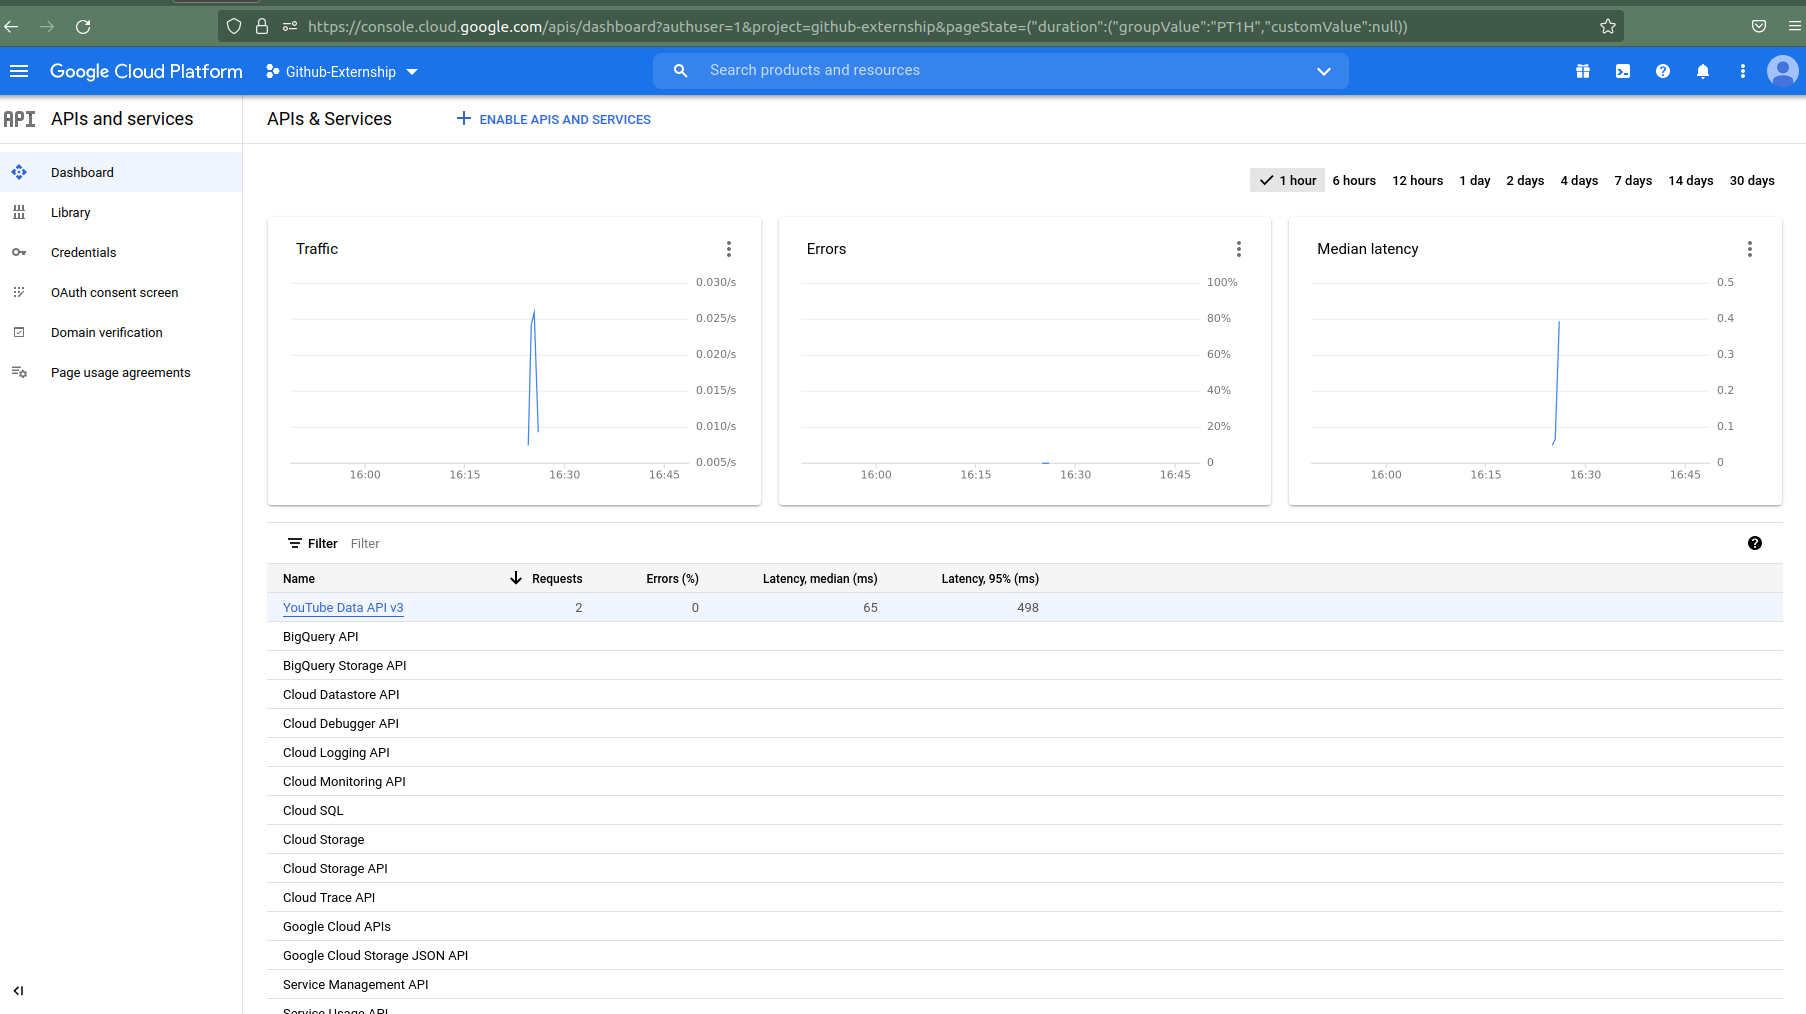 https://console.cloud.google.com/apis/dashboard?authuser=1&project=github-externship&pageState=("duration":("groupValue":"PT1H","customValue":null))
Google Cloud Platform
Github-Externship
Search products and resources
API APIs and services
APIs & Services
ENABLE APIS AND SERVICES
Dashboard
Library
Credentials
OAuth consent screen
Domain verification
Page usage agreements
1 hour 6 hours 12 hours 1 day 2 days 4 days 7 days 14 days 30 days
Traffic
0.030/s
0.025/s
0.020/s
0.015/s
0.010/s
0.005/s
16:00 16:15 16:30 16:45
Errors
100%
80%
60%
40%
20%
0
16:00 16:15 16:30 16:45
Median latency
0.5
0.4
0.3
0.2
0.1
0
16:00 16:15 16:30 16:45
Filter Filter
Name Requests Errors (%) Latency, median (ms) Latency, 95% (ms)
YouTube Data API v3 2 0 65 498
BigQuery API
BigQuery Storage API
Cloud Datastore API
Cloud Debugger API
Cloud Logging API
Cloud Monitoring API
Cloud SQL
Cloud Storage
Cloud Storage API
Cloud Trace API
Google Cloud APIs
Google Cloud Storage JSON API
Service Management API
Service Usage API